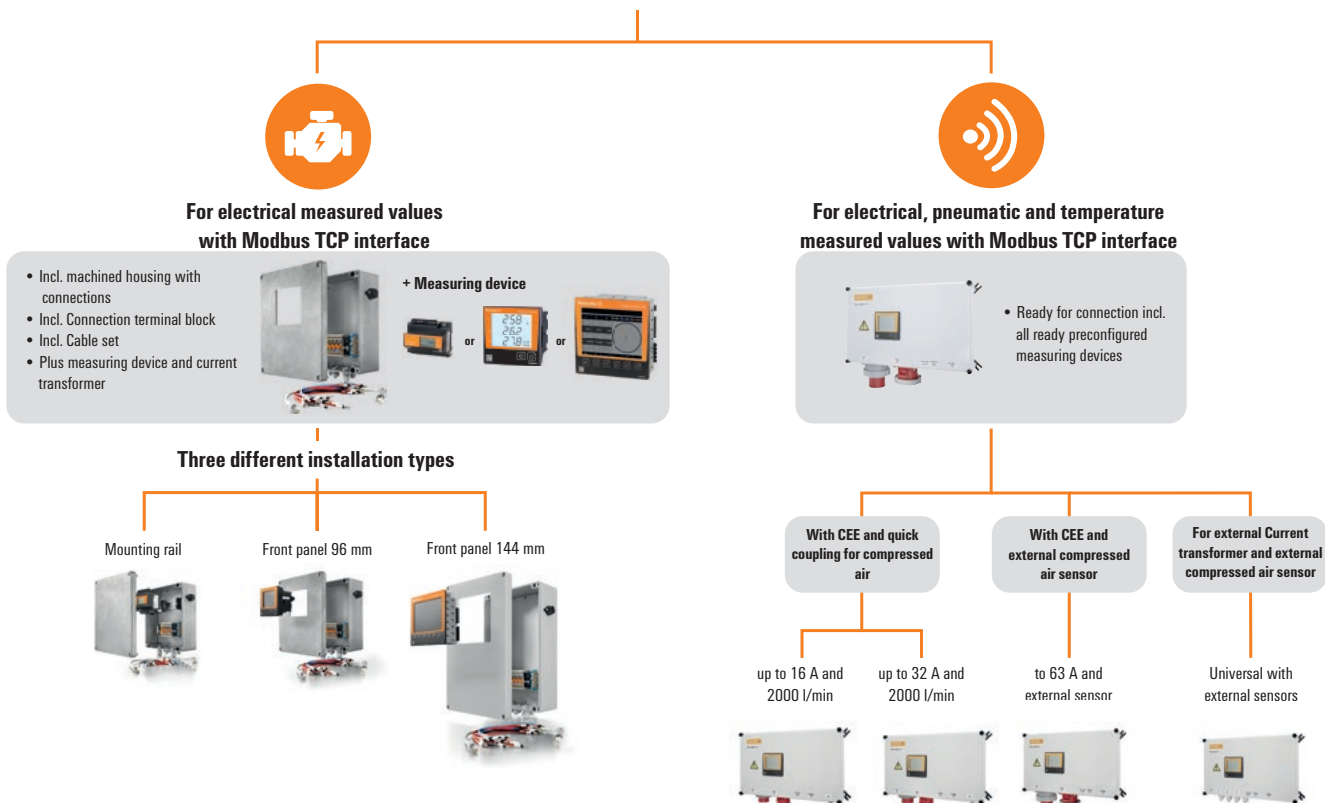 For electrical measured values
with Modbus TCP interface
• Incl. machined housing with
connections
• Incl. Connection terminal block
• Incl. Cable set
• Plus measuring device and current
transformer
+ Measuring device
or
or
Three different installation types
Mounting rail
Front panel 96 mm
Front panel 144 mm
For electrical, pneumatic and temperature
measured values with Modbus TCP interface
• Ready for connection incl.
all ready preconfigured
measuring devices
With CEE and quick
coupling for compressed
air
With CEE and
external compressed
air sensor
For external Current
transformer and external
compressed air sensor
up to 16 A and
2000 l/min
up to 32 A and
2000 l/min
to 63 A and
external sensor
Universal with
external sensors